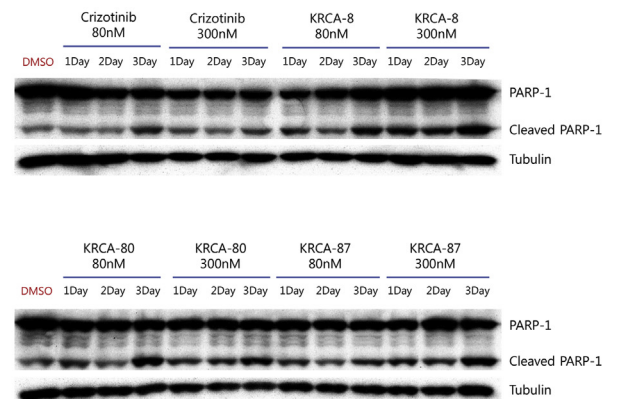 Crizotinib Crizotinib KRCA-8 KRCA-8
80nM 300nM 80nM 300nM
DMSO 1Day 2Day 3Day 1Day 2Day 3Day 1Day 2Day 3Day 1Day 2Day 3Day
PARP-1
Cleaved PARP-1
Tubulin
KRCA-80 KRCA-80 KRCA-87 KRCA-87
80nM 300nM 80nM 300nM
DMSO 1Day 2Day 3Day 1Day 2Day 3Day 1Day 2Day 3Day 1Day 2Day 3Day
PARP-1
Cleaved PARP-1
Tubulin